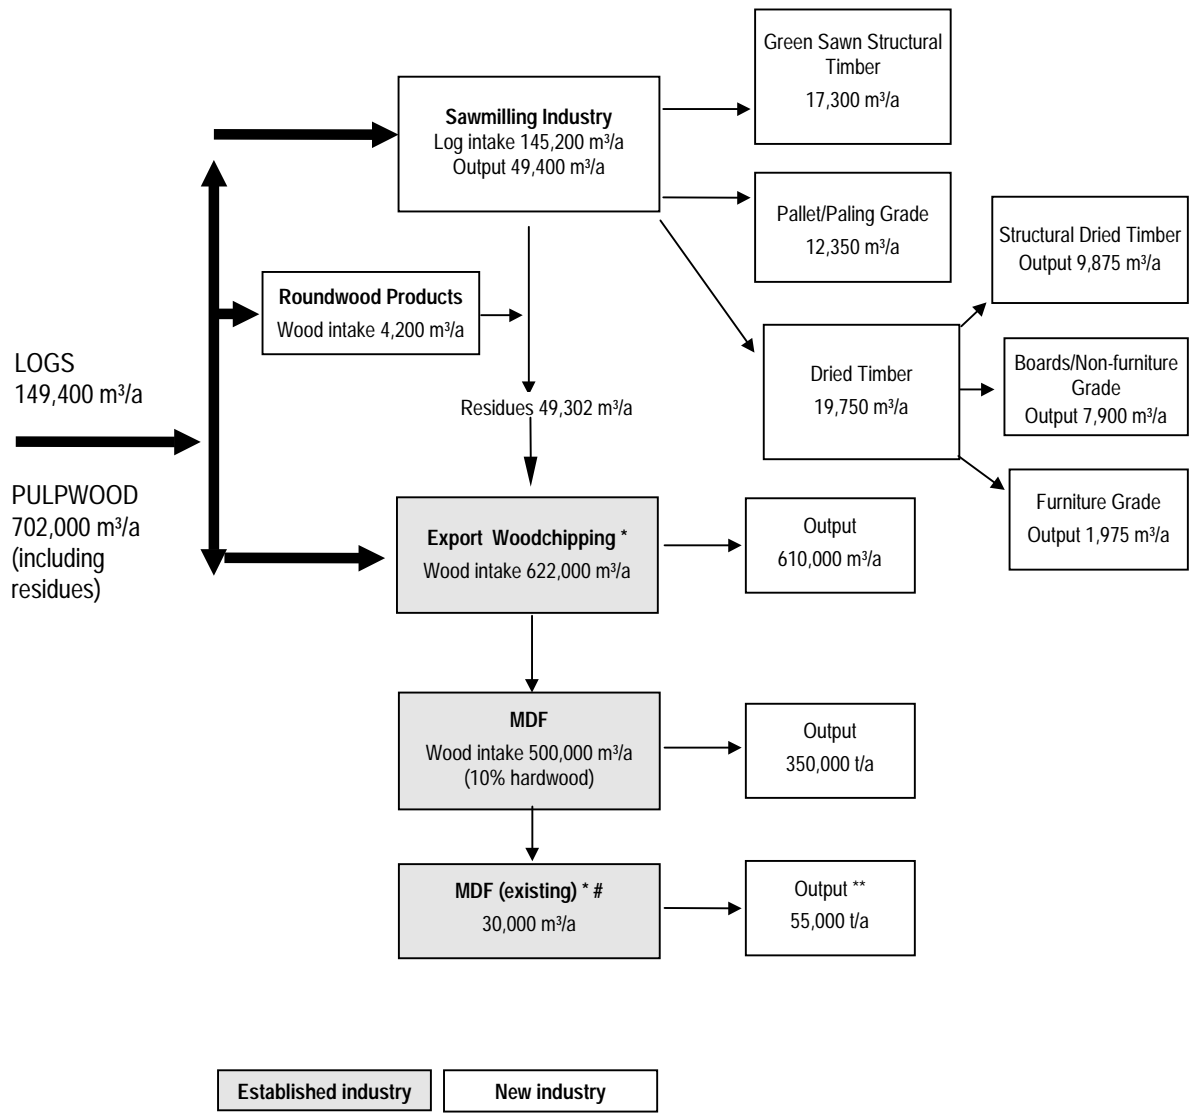 Green Sawn Structural
Timber
17,300 m³/a
Sawmilling Industry
Log intake 145,200 m³/a
Output 49,400 m³/a
Pallet/Paling Grade
12,350 m³/a
Structural Dried Timber
Output 9,875 m³/a
Roundwood Products
Wood intake 4,200 m³/a
LOGS
149,400 m³/a
Dried Timber
19,750 m³/a
Boards/Non-furniture
Grade
Output 7,900 m³/a
Residues 49,302 m³/a
PULPWOOD
702,000 m³/a
(including
residues)
Furniture Grade
Output 1,975 m³/a
Export Woodchipping *
Wood intake 622,000 m³/a
Output
610,000 m³/a
MDF
Wood intake 500,000 m³/a
(10% hardwood)
Output
350,000 t/a
MDF (existing) * #
30,000 m³/a
Output **
55,000 t/a
Established industry
New industry